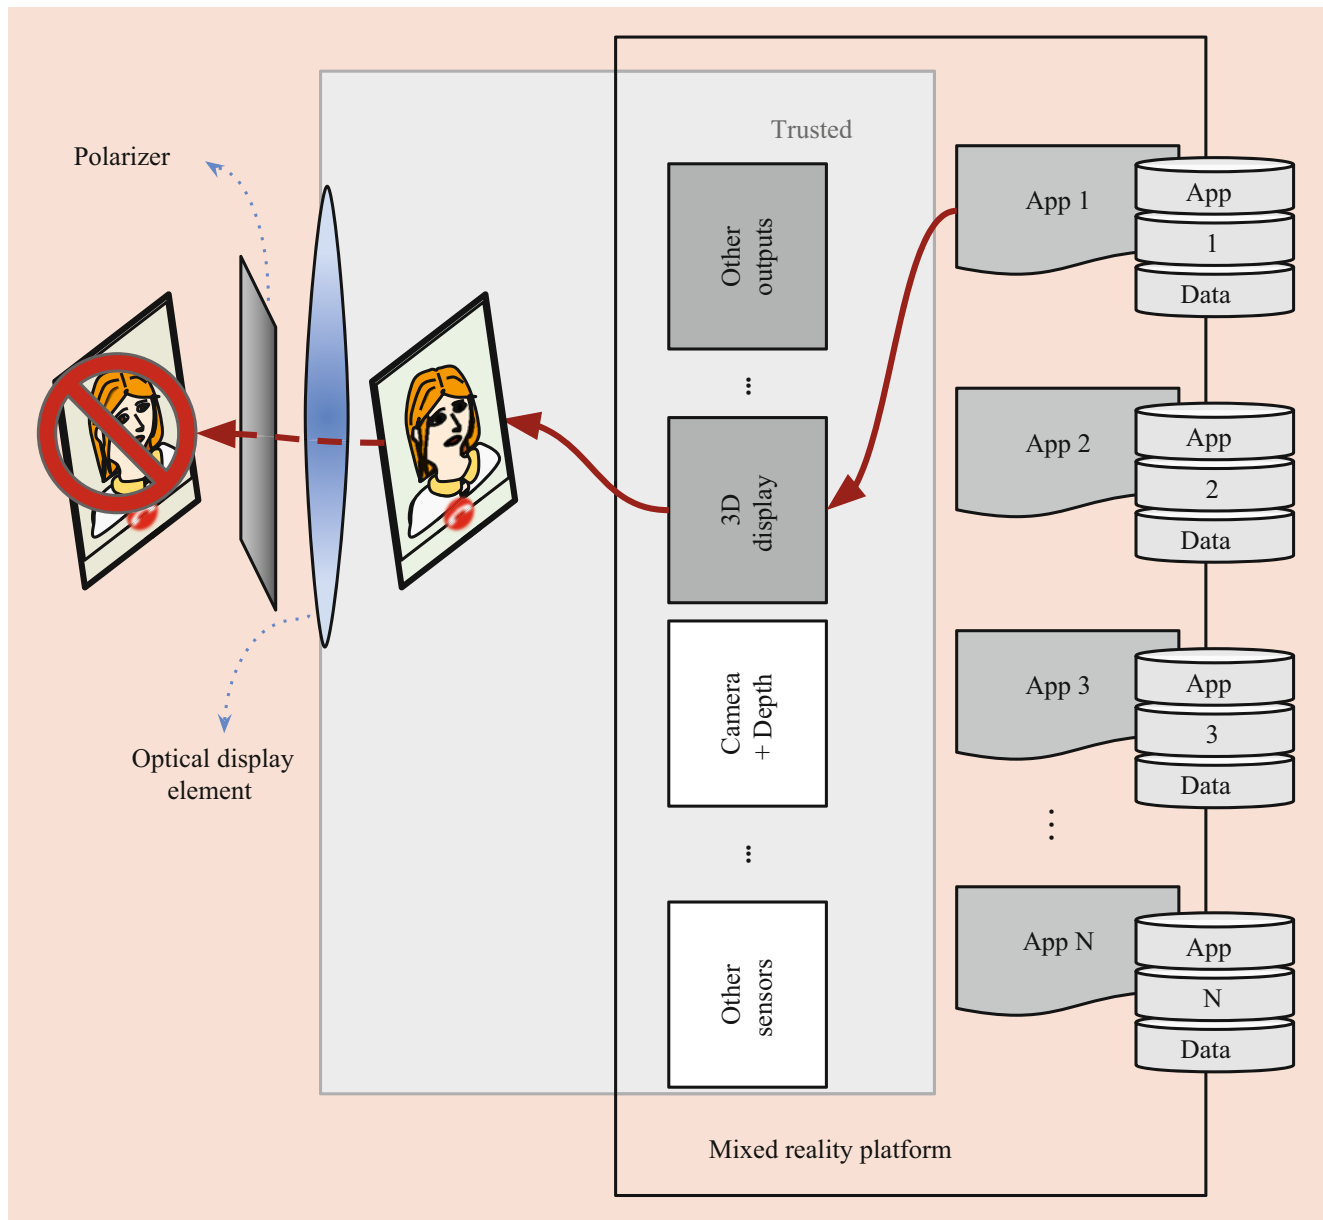 Trusted
Polarizer
Other
outputs
...
3D
display
Camera
+ Depth
...
Other
sensors
Optical display
element
App 1
App
1
Data
App 2
App
2
Data
App 3
App
3
Data
...
App N
App
N
Data
Mixed reality platform